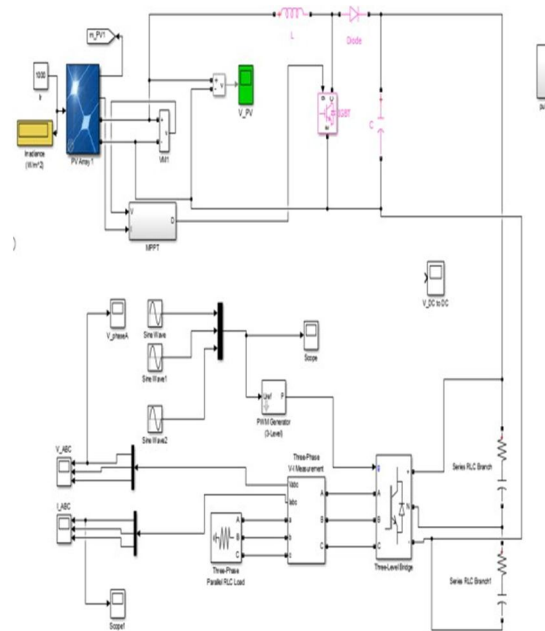 m_PV1
L
Diode
1000
Ir
V_PV
IGBT
C
Irradiance
(W/m^2)
PV Array 1
VM1
V
D
MPPT
)
V_DC to DC
V_phaseA
Sine Wave
Scope
Sine Wave1
Uref
P
Sine Wave2
PWM Generator
(3-Level)
V_ABC
Three-Phase
V-I Measurement
Series RLC Branch
Vabc
Iabc
g
+
A
A
I_ABC
A
A
a
N
B
B
b
B
B
C
C
c
C
C
-
Three-Phase
Parallel RLC Load
Three-Level Bridge
Series RLC Branch1
Scope1